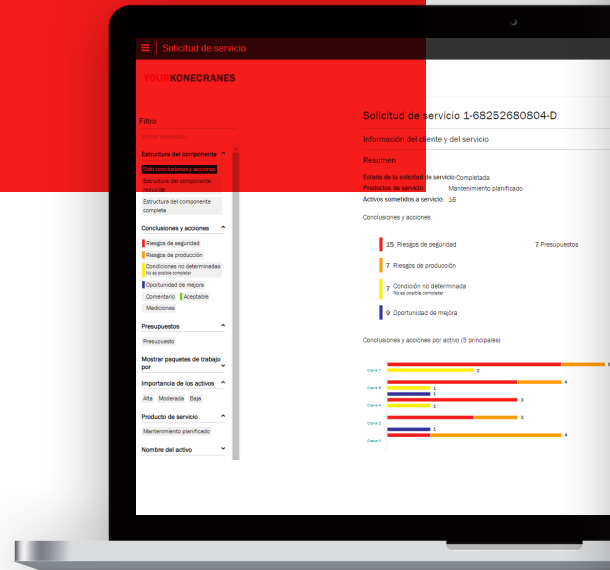 Solicitud de servicio
YOURKONECRANES
Filtro
Estructura del componente
Solo conclusiones y acciones
Estructura del componente
reducida
Estructura del componente
completa
Conclusiones y acciones
Riesgos de seguridad
Riesgos de producción
Condiciones no determinadas
No es posible completar
Oportunidad de mejora
Comentario Aceptable
Mediciones
Presupuestos
Presupuesto
Mostrar paquetes de trabajo
por
Importancia de los activos
Alta Moderada Baja
Producto de servicio
Mantenimiento planificado
Nombre del activo
Solicitud de servicio 1-68252680804-D
Información del cliente y del servicio
Resumen
Estado de la solicitud de servicio: Completada
Productos de servicio: Mantenimiento planificado
Activos sometidos a servicio: 16
Conclusiones y acciones
15 Riesgos de seguridad 7 Presupuestos
7 Riesgos de producción
7 Condición no determinada
No es posible completar
9 Oportunidad de mejora
Conclusiones y acciones por activo (5 principales)
2
4
1
1
3
1
3
1
4